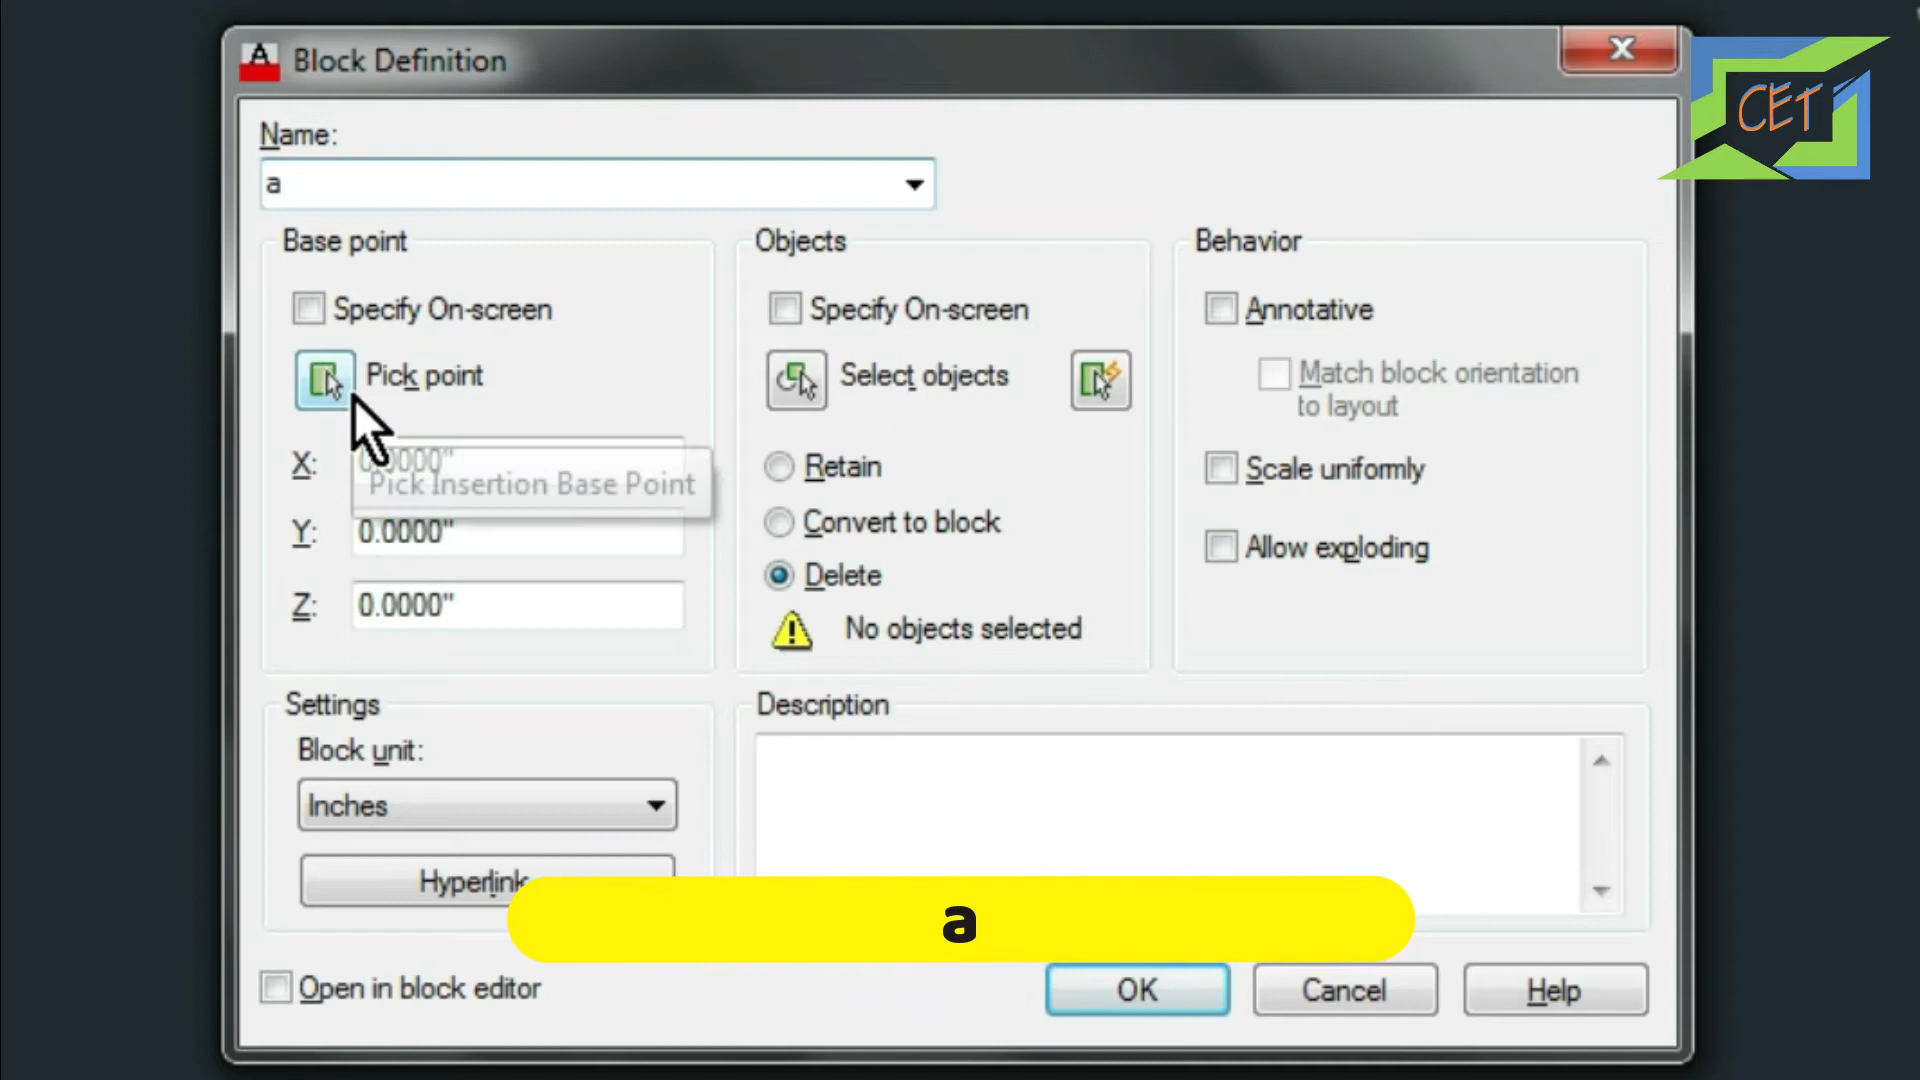 A Block Definition
X
CET
Name:
a
Base point
Specify On-screen
Pick point
X: 0.0000"
Pick Insertion Base Point
Y: 0.0000"
Z: 0.0000"
Objects
Specify On-screen
Select objects
Retain
Convert to block
Delete
! No objects selected
Behavior
Annotative
Match block orientation
to layout
Scale uniformly
Allow exploding
Settings
Block unit:
Inches
Hyperlink
Description
a
Open in block editor
OK Cancel Help